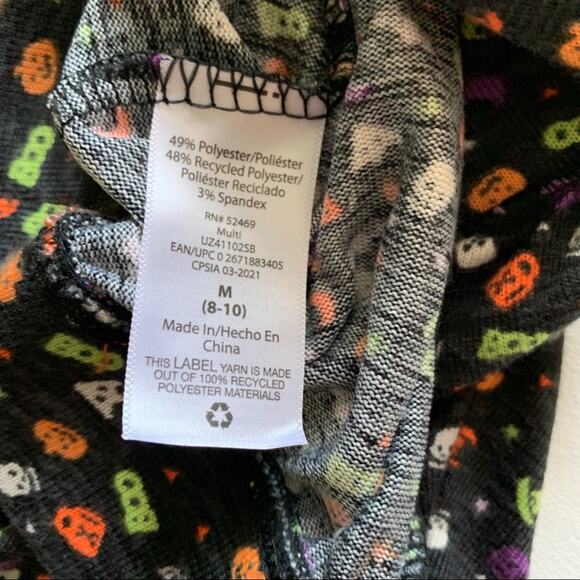 49% Polyester/Poliéster
48% Recycled Polyester/
Poliéster Reciclado
3% Spandex
RN# 52469
Multi
UZ41102SB
EAN/UPC 0 2671883405
CPSIA 03-2021
M
(8-10)
Made In/Hecho En
China
THIS LABEL YARN IS MADE
OUT OF 100% RECYCLED
POLYESTER MATERIALS